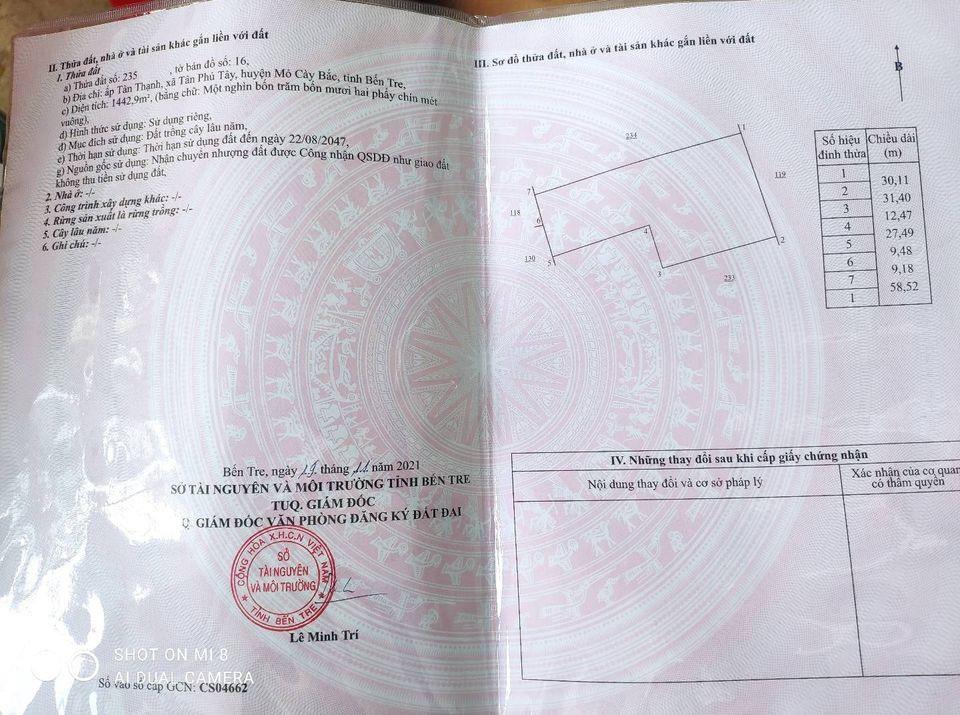 II. Thửa đất, nhà ở và tài sản khác gắn liền với đất
1. Thửa đất
a) Thửa đất số: 235 , tờ bản đồ số: 16,
b) Địa chỉ: ấp Tân Thạnh, xã Tân Phú Tây, huyện Mỏ Cày Bắc, tỉnh Bến Tre,
c) Diện tích: 1442,9m², (bằng chữ: Một nghìn bốn trăm bốn mươi hai phẩy chín mét
vuông),
d) Hình thức sử dụng: Sử dụng riêng,
đ) Mục đích sử dụng: Đất trồng cây lâu năm,
e) Thời hạn sử dụng: Thời hạn sử dụng đất đến ngày 22/08/2047,
g) Nguồn gốc sử dụng: Nhận chuyển nhượng đất được Công nhận QSDĐ như giao đất
không thu tiền sử dụng đất,
2. Nhà ở: -/-
3. Công trình xây dựng khác: -/-
4. Rừng sản xuất là rừng trồng: -/-
5. Cây lâu năm: -/-
6. Ghi chú: -/-
Bến Tre, ngày 19 tháng 11 năm 2021
SỞ TÀI NGUYÊN VÀ MÔI TRƯỜNG TỈNH BẾN TRE
TUQ. GIÁM ĐỐC
Q. GIÁM ĐỐC VĂN PHÒNG ĐĂNG KÝ ĐẤT ĐAI
CỘNG HÒA X.H.C.N VIỆT NAM
SỞ
TÀI NGUYÊN
VÀ MÔI TRƯỜNG
★ TỈNH BẾN TRE ★
Lê Minh Trí
SHOT ON MI 8
AI DUAL CAMERA
Số vào sổ cấp GCN: CS04662
III. Sơ đồ thửa đất, nhà ở và tài sản khác gắn liền với đất
B
234
1
119
7
118
6
4
2
130
5
3
233
Số hiệu đỉnh thửa Chiều dài (m)
1
30,11
2
31,40
3
12,47
4
27,49
5
9,48
6
9,18
7
58,52
1
IV. Những thay đổi sau khi cấp giấy chứng nhận
Nội dung thay đổi và cơ sở pháp lý
Xác nhận của cơ quan
có thẩm quyền